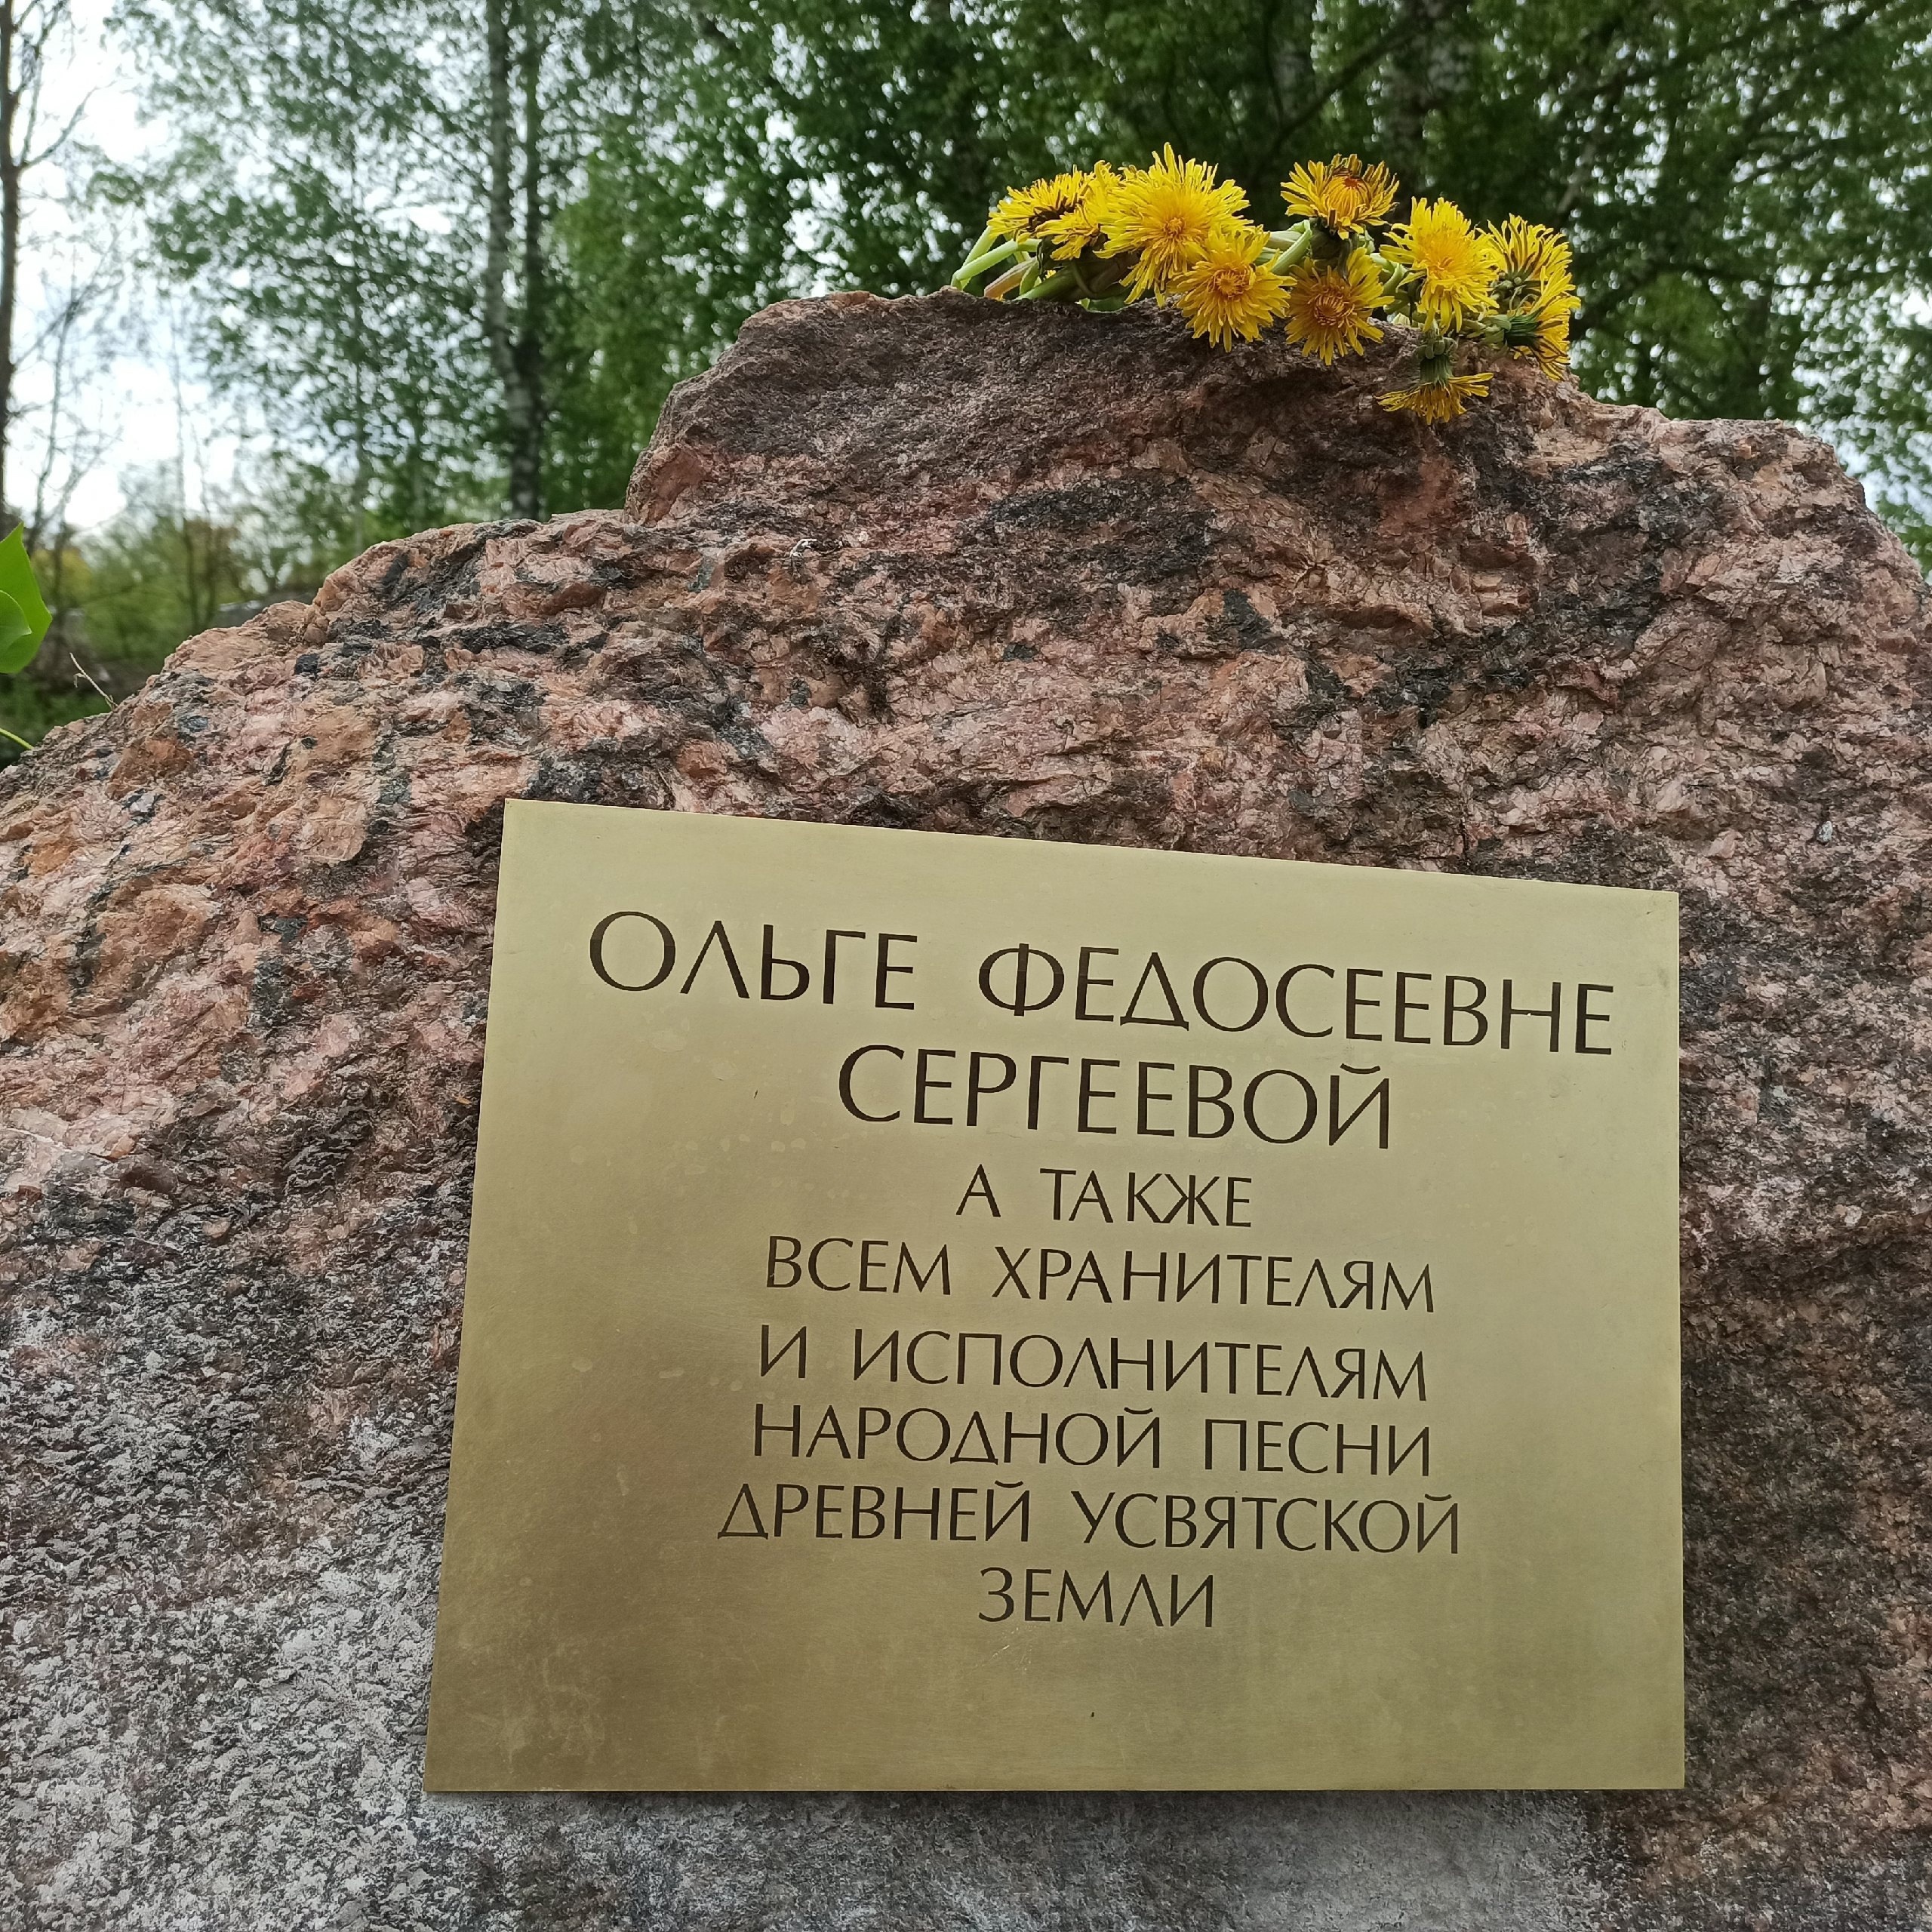 ОЛЬГЕ ФЕДОСЕЕВНЕ
СЕРГЕЕВОЙ
А ТАКЖЕ
ВСЕМ ХРАНИТЕЛЯМ
И ИСПОЛНИТЕЛЯМ
НАРОДНОЙ ПЕСНИ
ДРЕВНЕЙ УСВЯТСКОЙ
ЗЕМЛИ